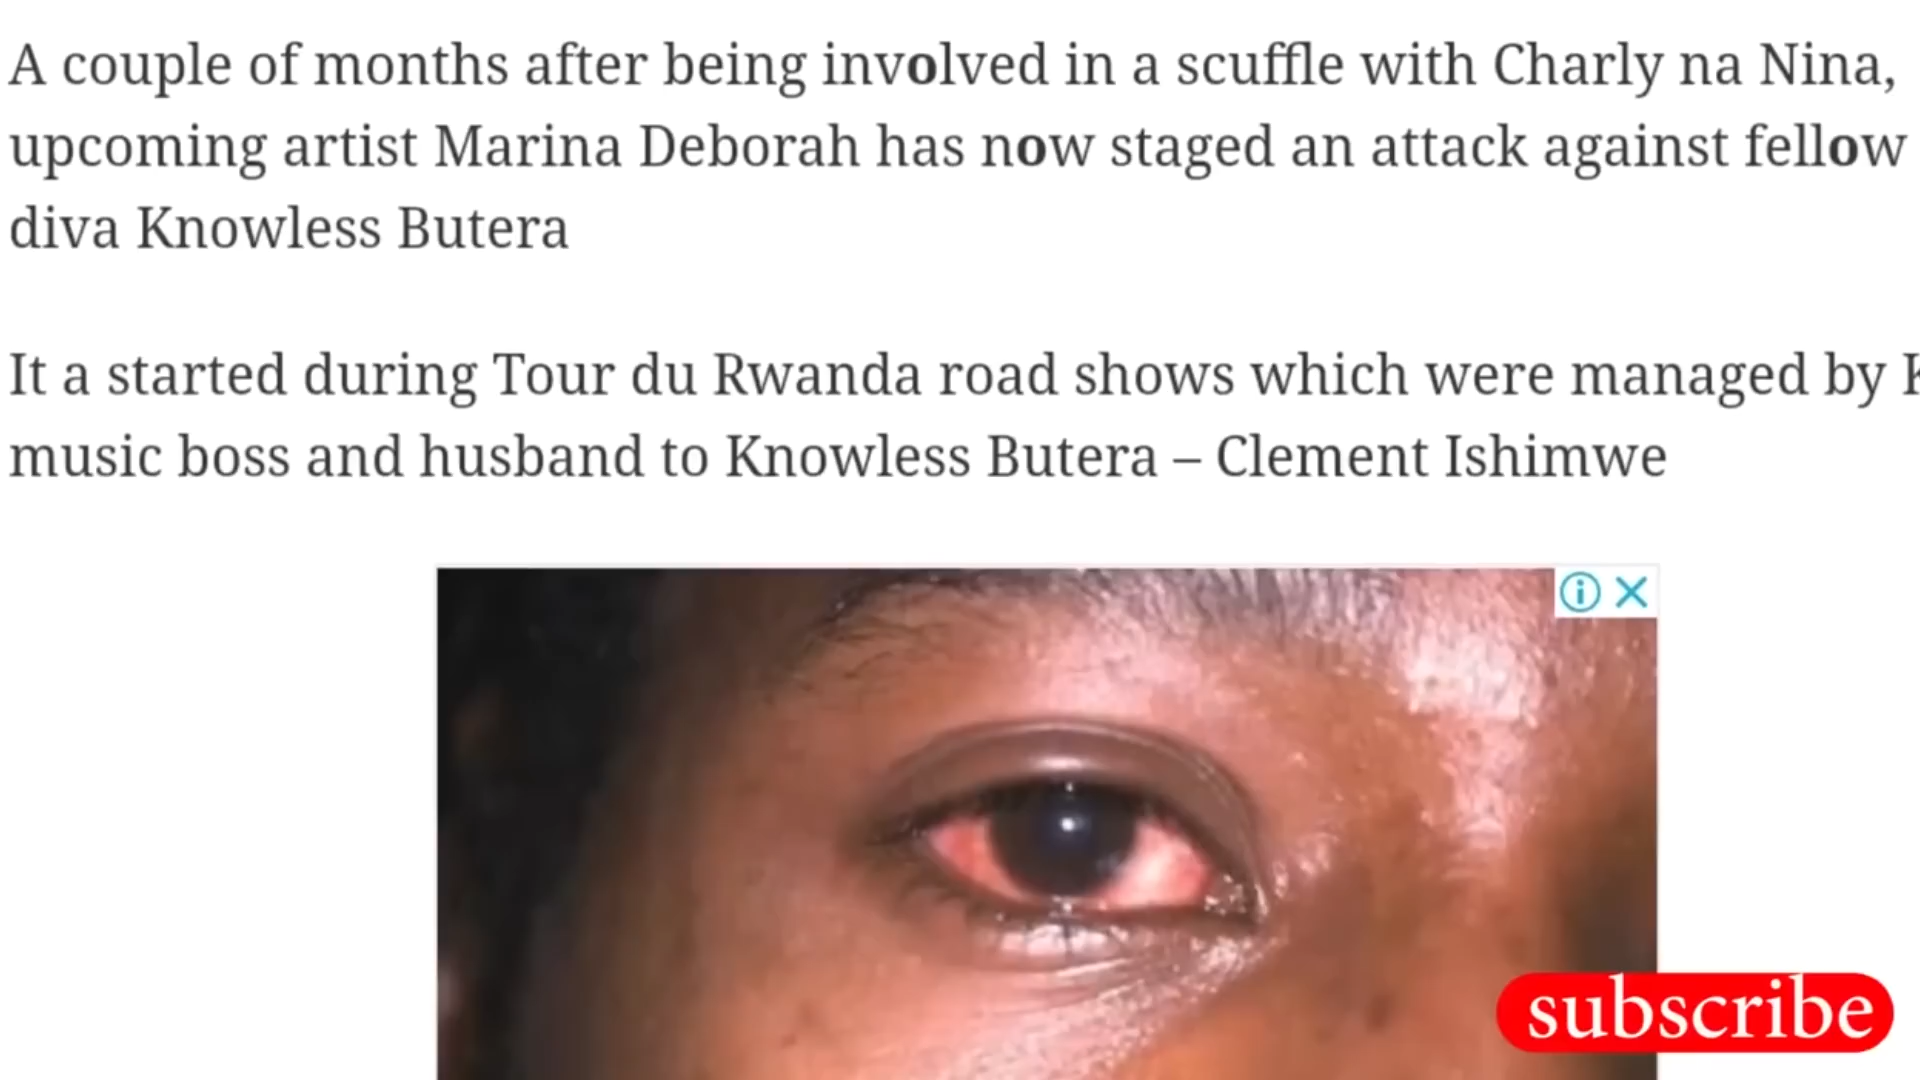 A couple of months after being involved in a scuffle with Charly na Nina,
upcoming artist Marina Deborah has now staged an attack against fellow
diva Knowless Butera
It a started during Tour du Rwanda road shows which were managed by
music boss and husband to Knowless Butera – Clement Ishimwe
subscribe